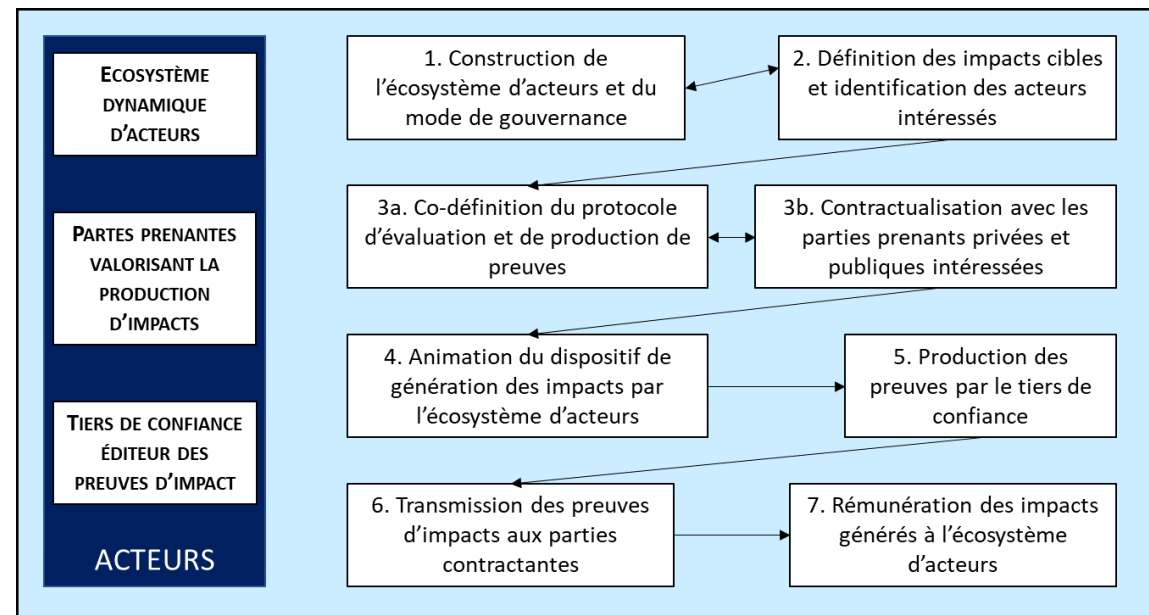 ECOSYSTÈME
DYNAMIQUE
D'ACTEURS
PARTES PRENANTES
VALORISANT LA
PRODUCTION
D'IMPACTS
TIERS DE CONFIANCE
ÉDITEUR DES
PREUVES D'IMPACT
ACTEURS
1. Construction de
l'écosystème d'acteurs et du
mode de gouvernance
2. Définition des impacts cibles
et identification des acteurs
intéressés
3a. Co-définition du protocole
d'évaluation et de production de
preuves
3b. Contractualisation avec les
parties prenants privées et
publiques intéressées
4. Animation du dispositif de
génération des impacts par
l'écosystème d'acteurs
5. Production des
preuves par le tiers de
confiance
6. Transmission des preuves
d'impacts aux parties
contractantes
7. Rémunération des impacts
générés à l'écosystème
d'acteurs